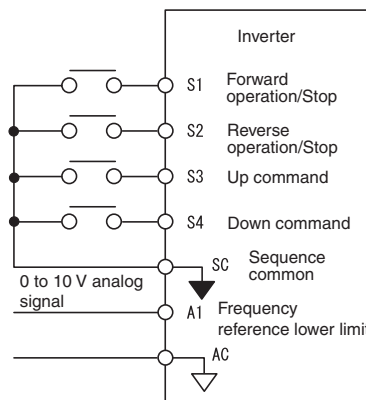 Inverter
S1 Forward
operation/Stop
S2 Reverse
operation/Stop
S3 Up command
S4 Down command
SC Sequence
common
0 to 10 V analog
signal
A1 Frequency
reference lower limit
AC